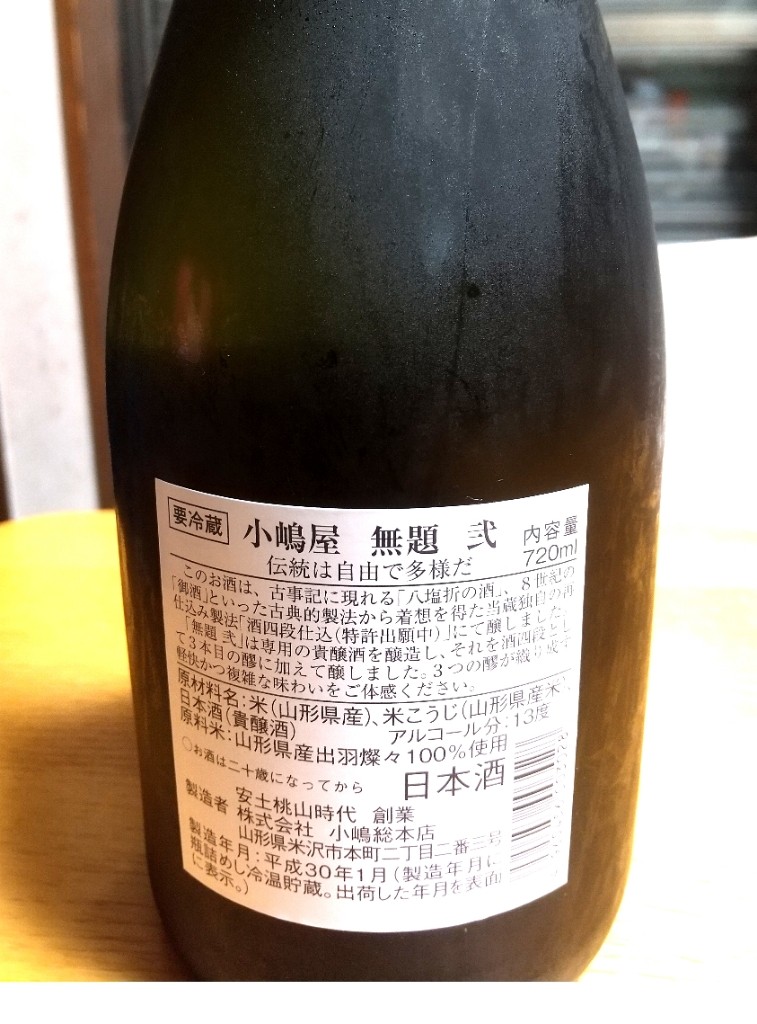 要冷蔵 小嶋屋 無題 弐 内容量 720ml
伝統は自由で多様だ
このお酒は、古事記に現れる「八塩折の酒」、8世紀の
「御酒」といった古典的製法から着想を得た当蔵独自の再
仕込み製法「酒四段仕込(特許出願中)」にて醸しました。
「無題 弐」は専用の貴醸酒を醸造し、それを酒四段とし
て3本目の醪に加えて醸しました。3つの醪が織り成す
軽快かつ複雑な味わいをご体感ください。
原材料名:米(山形県産)、米こうじ(山形県産米)、
日本酒(貴醸酒) アルコール分:13度
原料米:山形県産出羽燦々100%使用
○お酒は二十歳になってから 日本酒
製造者 安土桃山時代 創業
株式会社 小嶋総本店
山形県米沢市本町二丁目二番三号
製造年月:平成30年1月(製造年月に
瓶詰めし冷温貯蔵。出荷した年月を表面
に表示。)